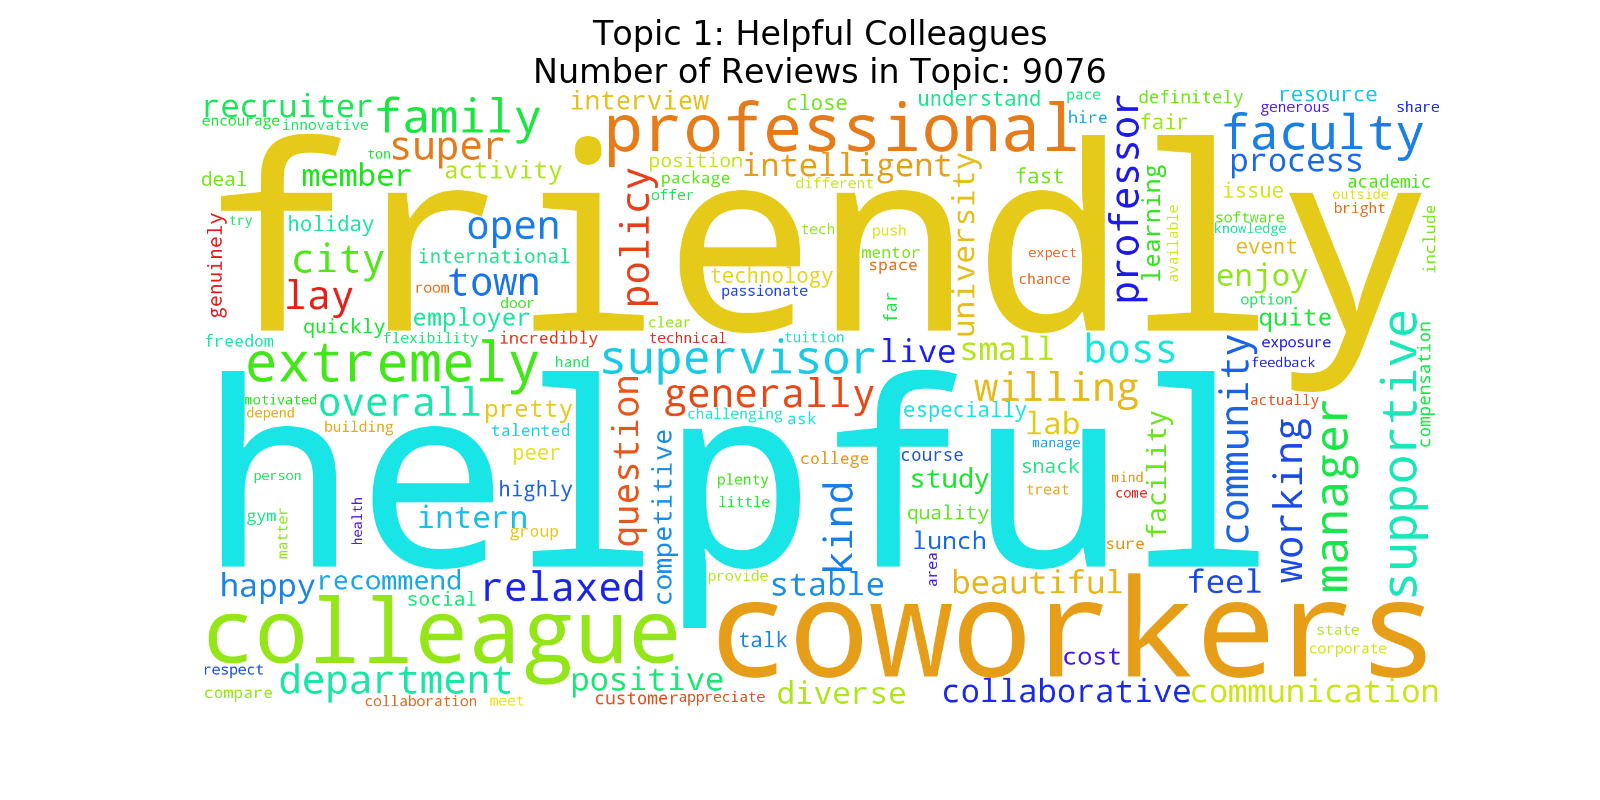 Topic 1: Helpful Colleagues
Number of Reviews in Topic: 9076
recruiter
family
interview
close
understand
pace
definitely
resource
encourage
innovative
professional
hire
professor
fair
generous
share
faculty
ton
super
activity
position
intelligent
process
deal
member
package
different
fast
learning
issue
academic
offer
university
outside
bright
friendly
try
holiday
open
policy
tech
push
available
software
knowledge
include
genuinely
city
international
mentor
expect
event
space
technology
chance
enjoy
lay
room
town
passionate
door
far
option
quickly
employer
clear
quite
freedom
flexibility
incredibly
technical
tuition
exposure
extremely
hand
supervisor
live
small
boss
feedback
supportive
compensation
helpful
motivated
overall
pretty
generally
willing
community
actually
depend
challenging
ask
especially
building
talented
question
lab
working
manager
peer
manage
competitive
college
course
snack
facility
person
highly
plenty
study
mind
kind
treat
come
little
gym
matter
health
intern
group
quality
lunch
sure
happy
recommend
relaxed
provide
stable
area
beautiful
feel
social
colleague
coworkers
talk
state
cost
corporate
respect
department
positive
compare
collaboration
meet
customer
appreciate
diverse
collaborative
communication